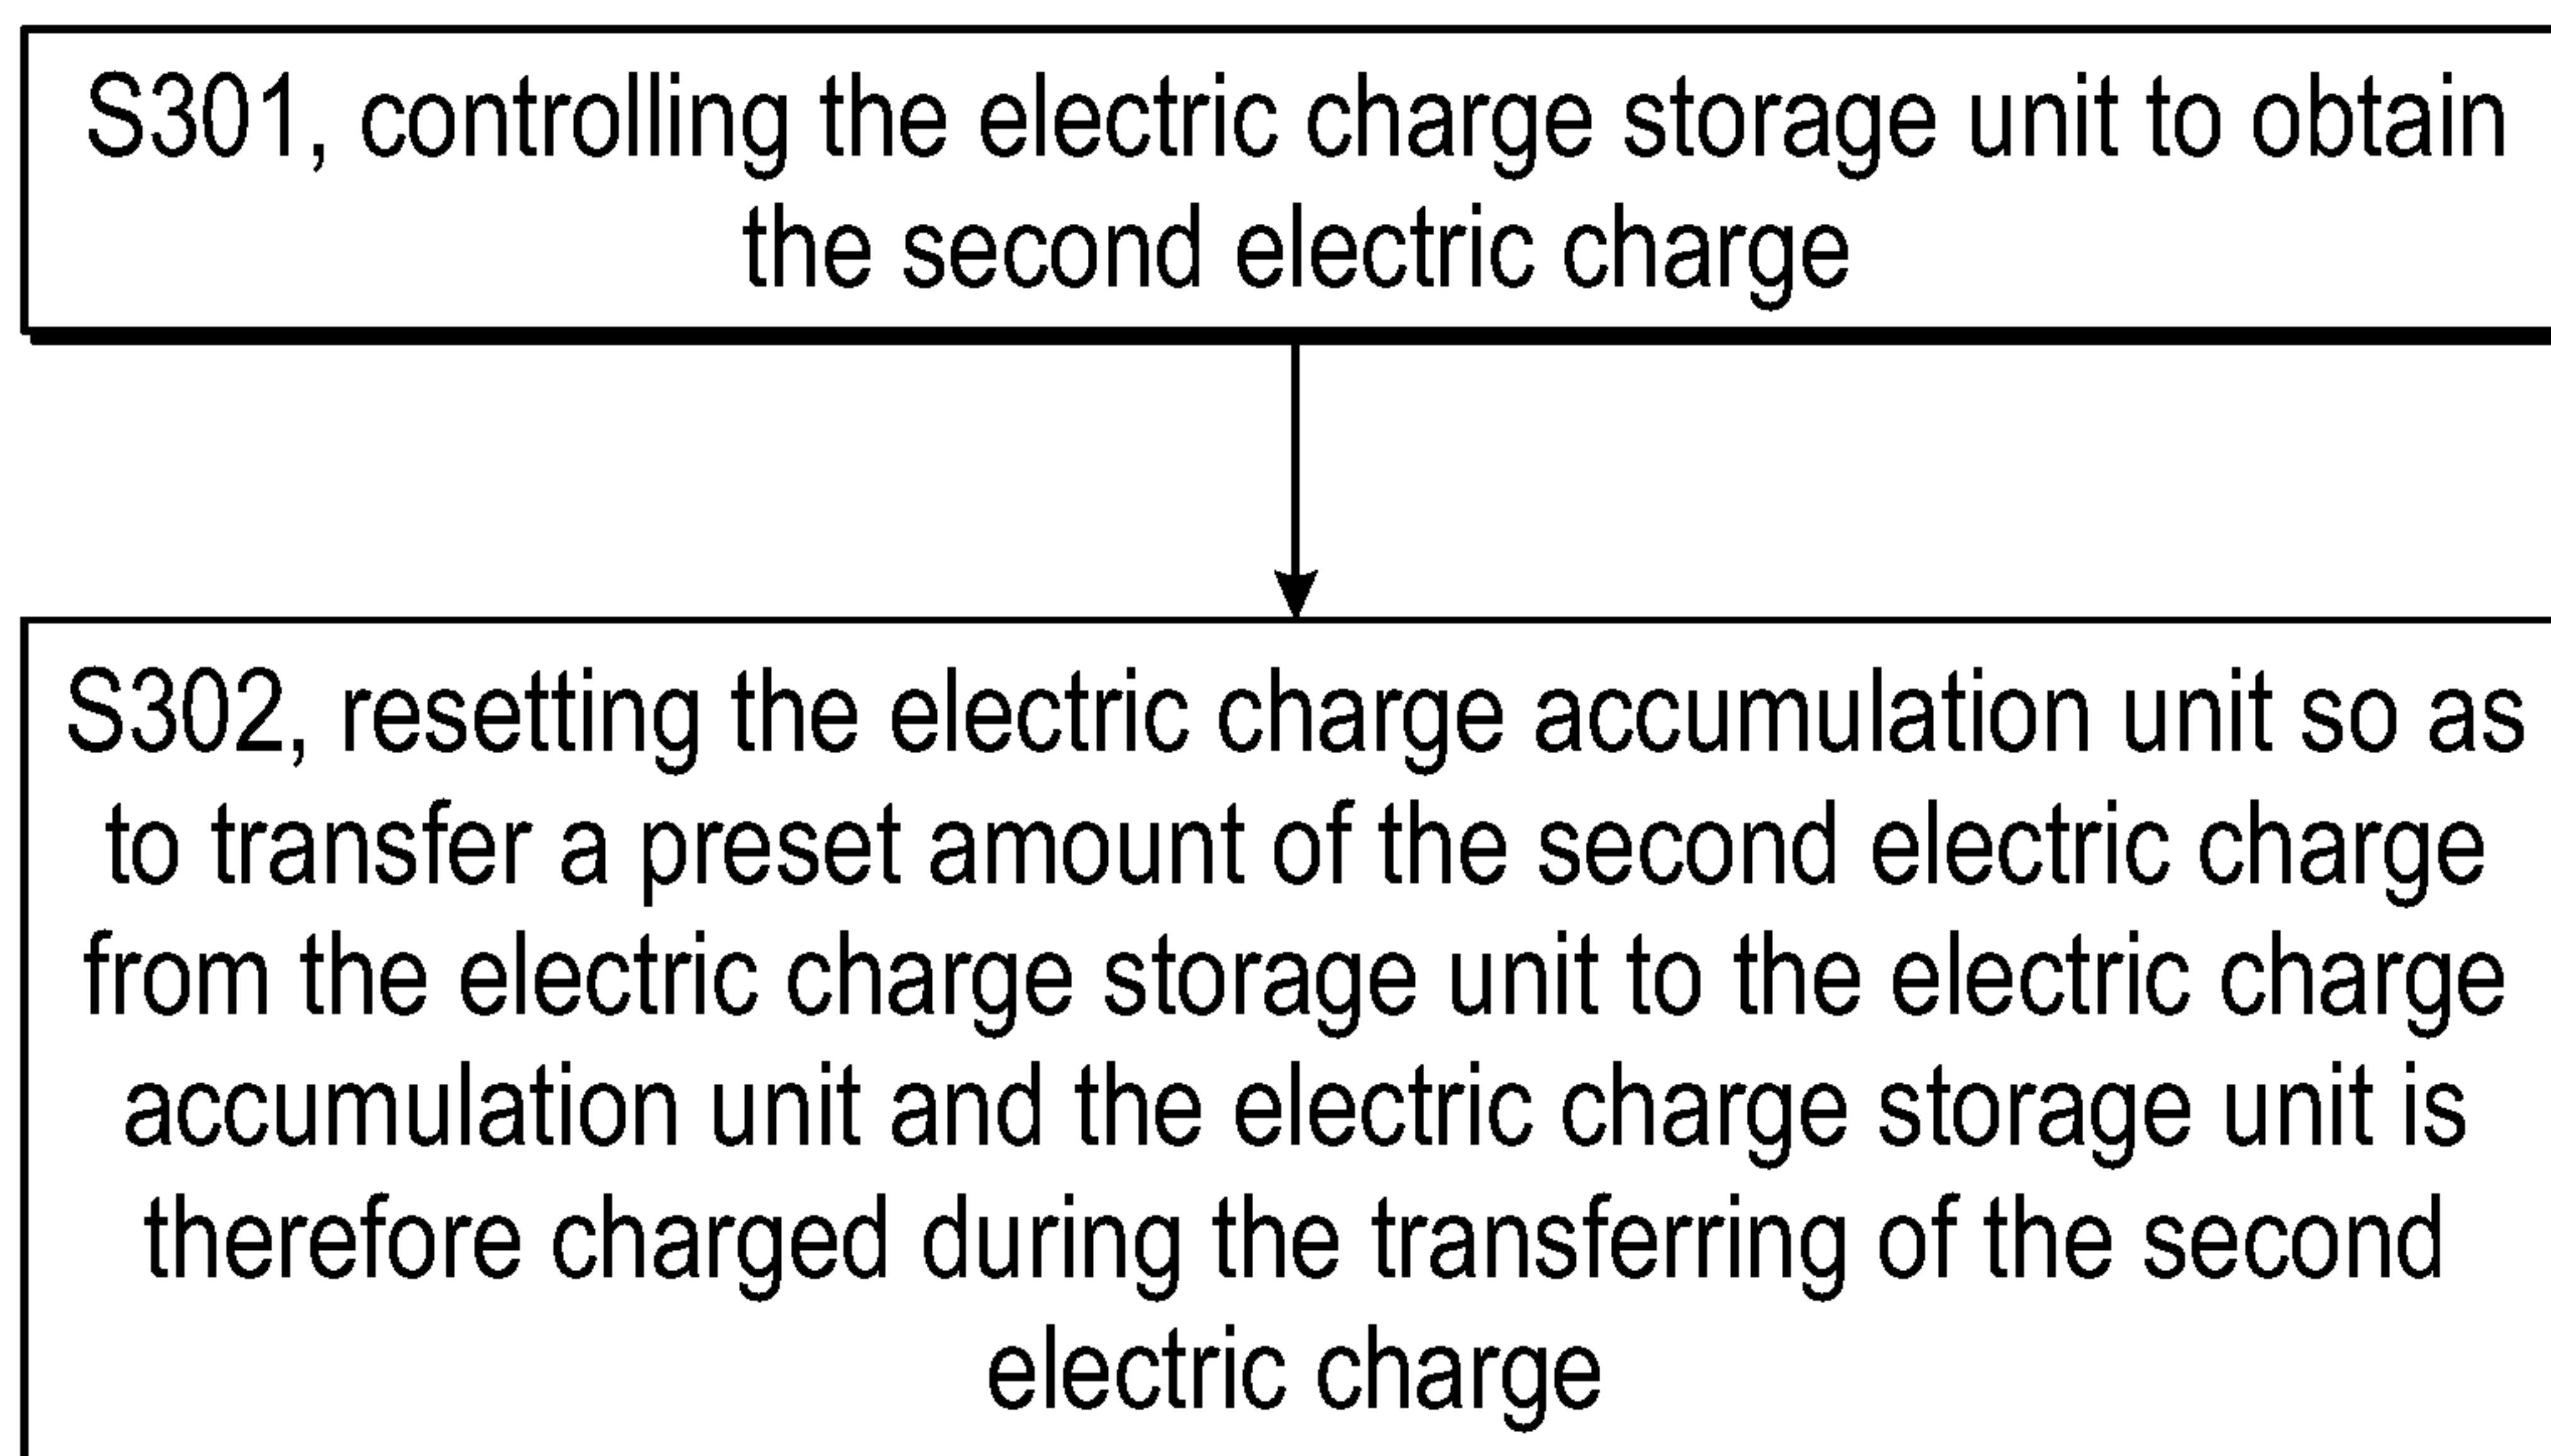 S301, controlling the electric charge storage unit to obtain
the second electric charge
S302, resetting the electric charge accumulation unit so as
to transfer a preset amount of the second electric charge
from the electric charge storage unit to the electric charge
accumulation unit and the electric charge storage unit is
therefore charged during the transferring of the second
electric charge